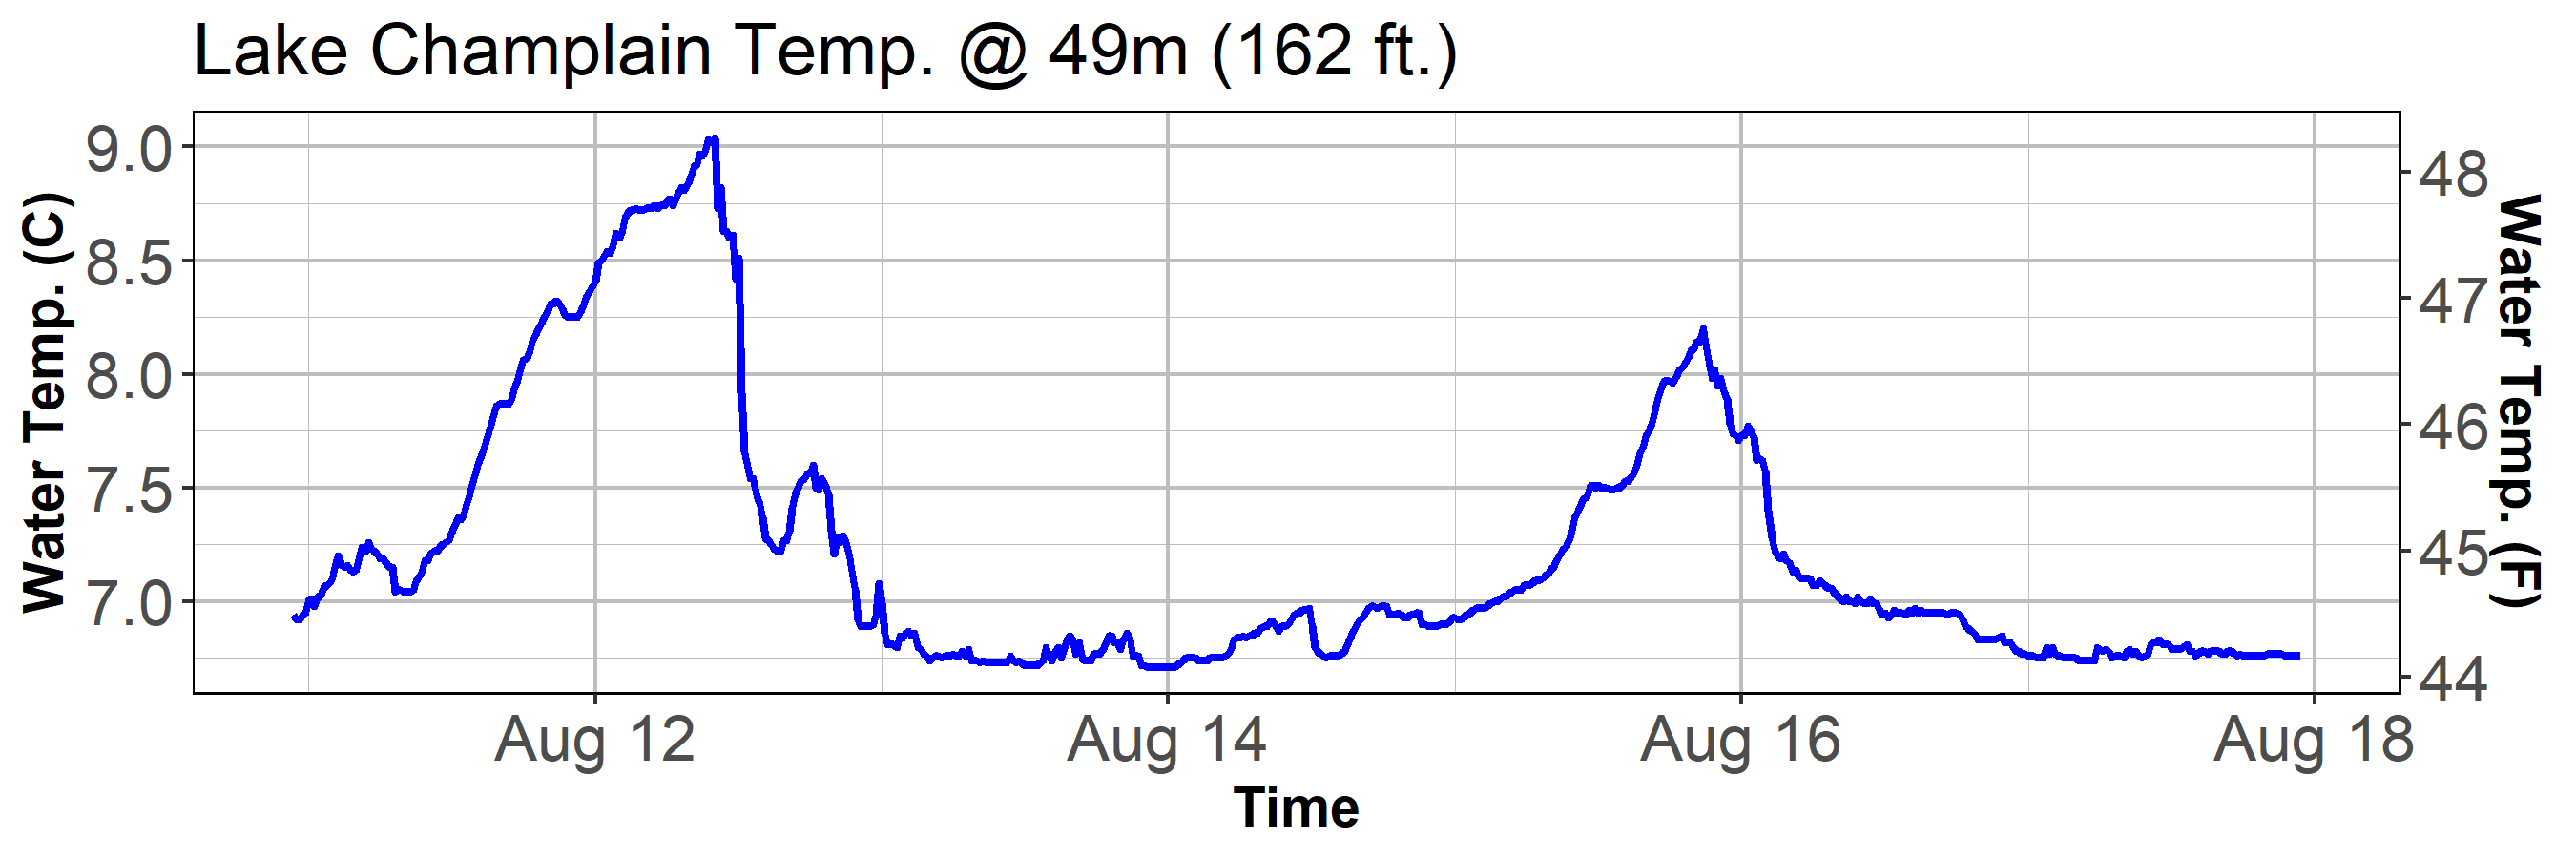 Lake Champlain Temp. @ 49m (162 ft.)
Water Temp. (C)
9.0
8.5
8.0
7.5
7.0
48
47
46
45
44
Water Temp. (F)
Aug 12 Aug 14 Aug 16 Aug 18
Time